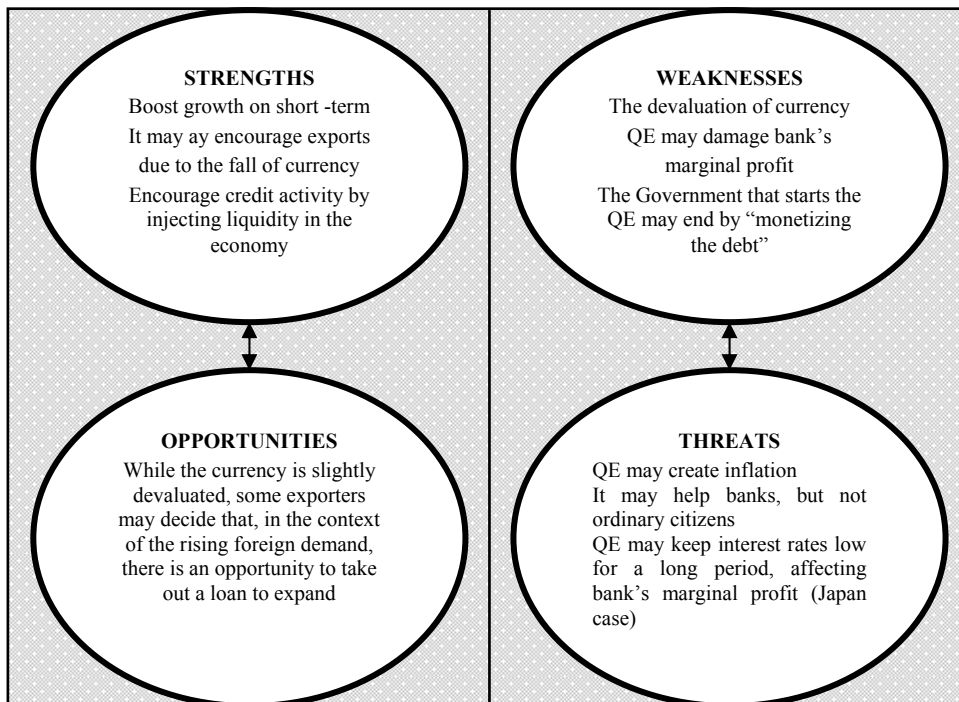 STRENGTHS
Boost growth on short -term
It may ay encourage exports
due to the fall of currency
Encourage credit activity by
injecting liquidity in the
economy
WEAKNESSES
The devaluation of currency
QE may damage bank’s
marginal profit
The Government that starts the
QE may end by “monetizing
the debt”
OPPORTUNITIES
While the currency is slightly
devaluated, some exporters
may decide that, in the context
of the rising foreign demand,
there is an opportunity to take
out a loan to expand
THREATS
QE may create inflation
It may help banks, but not
ordinary citizens
QE may keep interest rates low
for a long period, affecting
bank’s marginal profit (Japan
case)